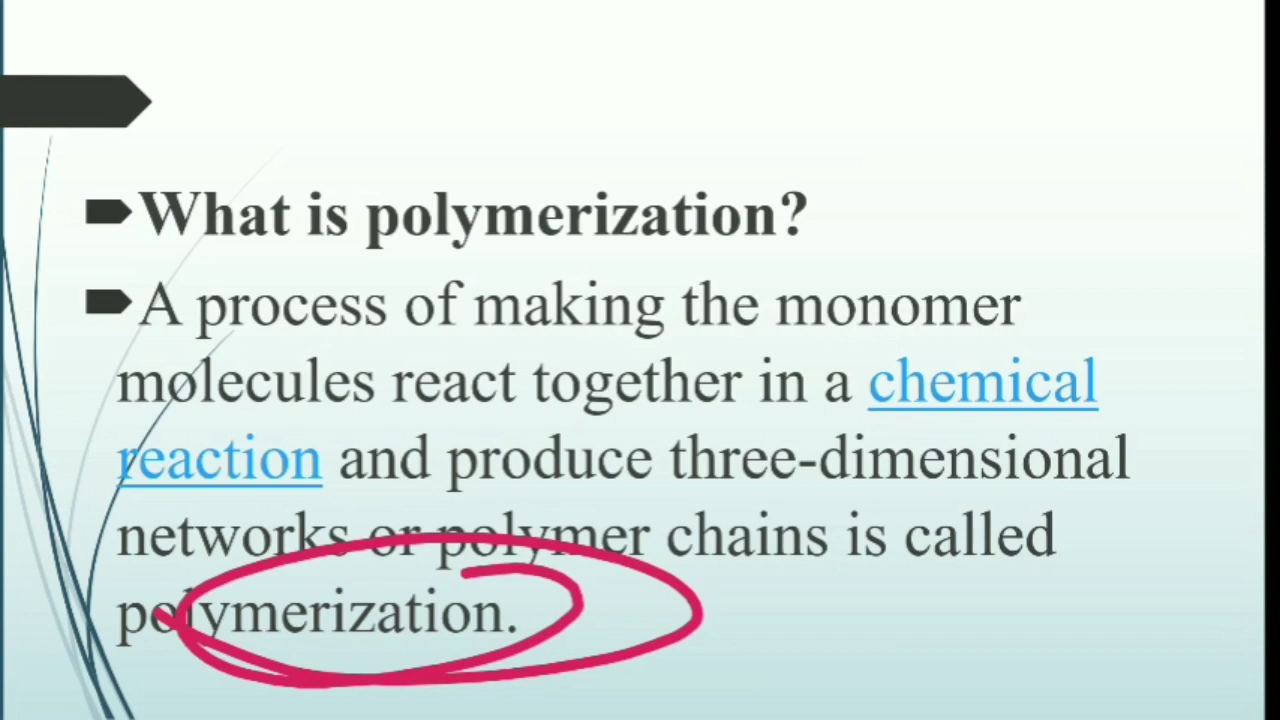 What is polymerization?
A process of making the monomer
molecules react together in a chemical
reaction and produce three-dimensional
networks or polymer chains is called
polymerization.